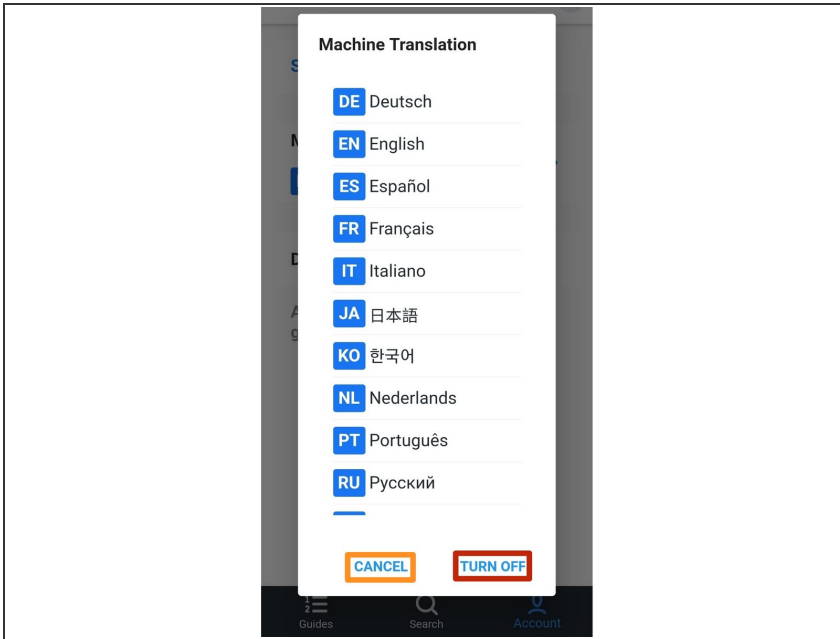 Machine Translation
DE Deutsch
EN English
ES Español
FR Français
IT Italiano
JA 日本語
KO 한국어
NL Nederlands
PT Português
RU Русский
CANCEL TURN OFF
Guides Search Account